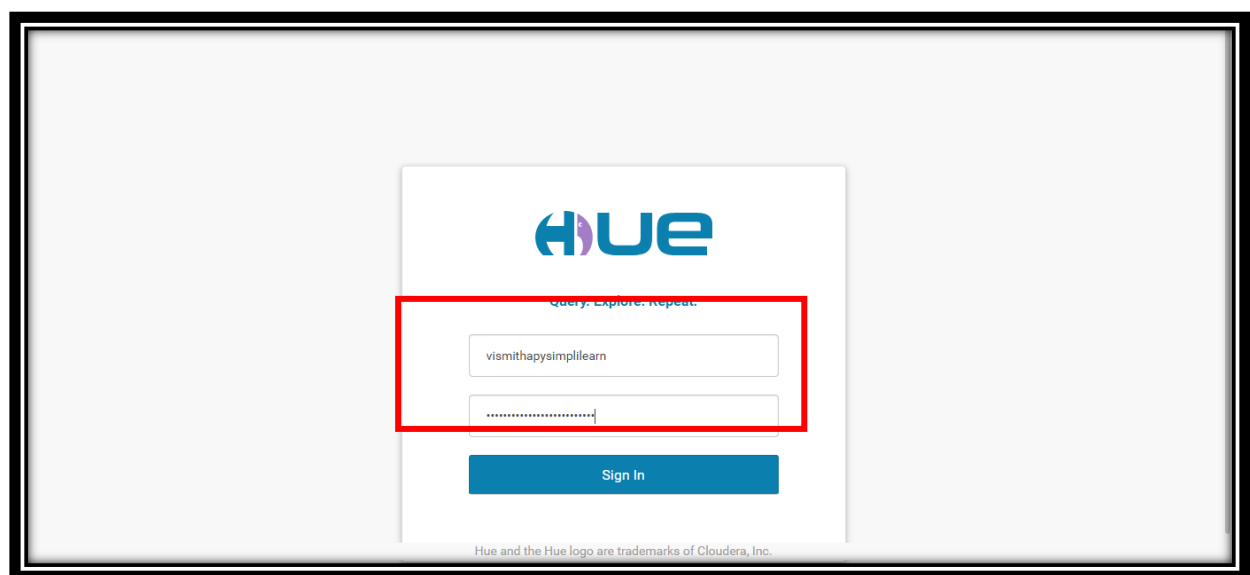 HUE
Query. Explore. Repeat.
vismithapysimplilearn
Sign In
Hue and the Hue logo are trademarks of Cloudera, Inc.